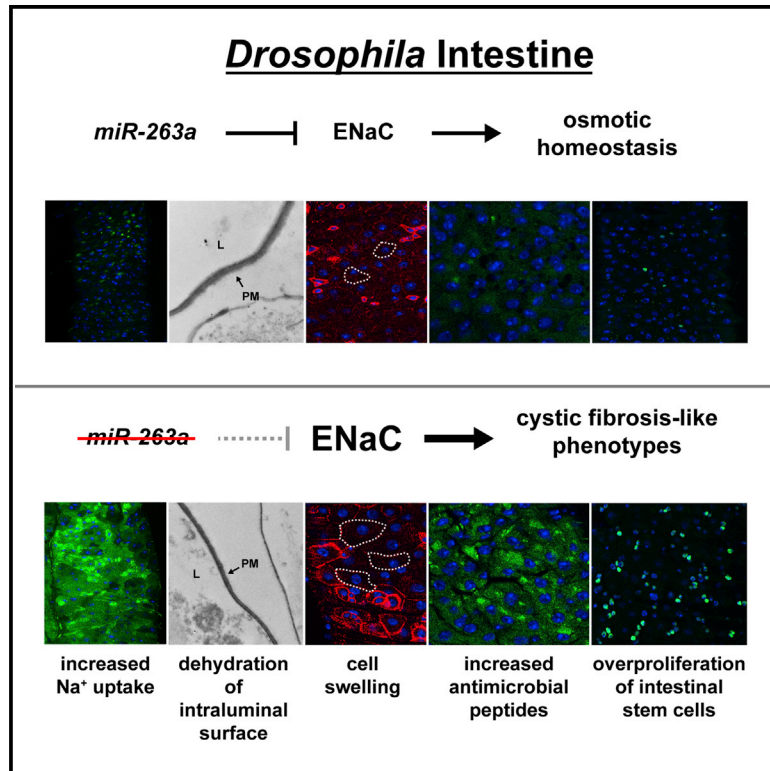 Drosophila Intestine
miR-263a ENaC osmotic
homeostasis
L
PM
miR-263a ENaC cystic fibrosis-like
phenotypes
L PM
increased dehydration cell increased overproliferation
Na⁺ uptake of swelling antimicrobial of intestinal
intraluminal peptides stem cells
surface